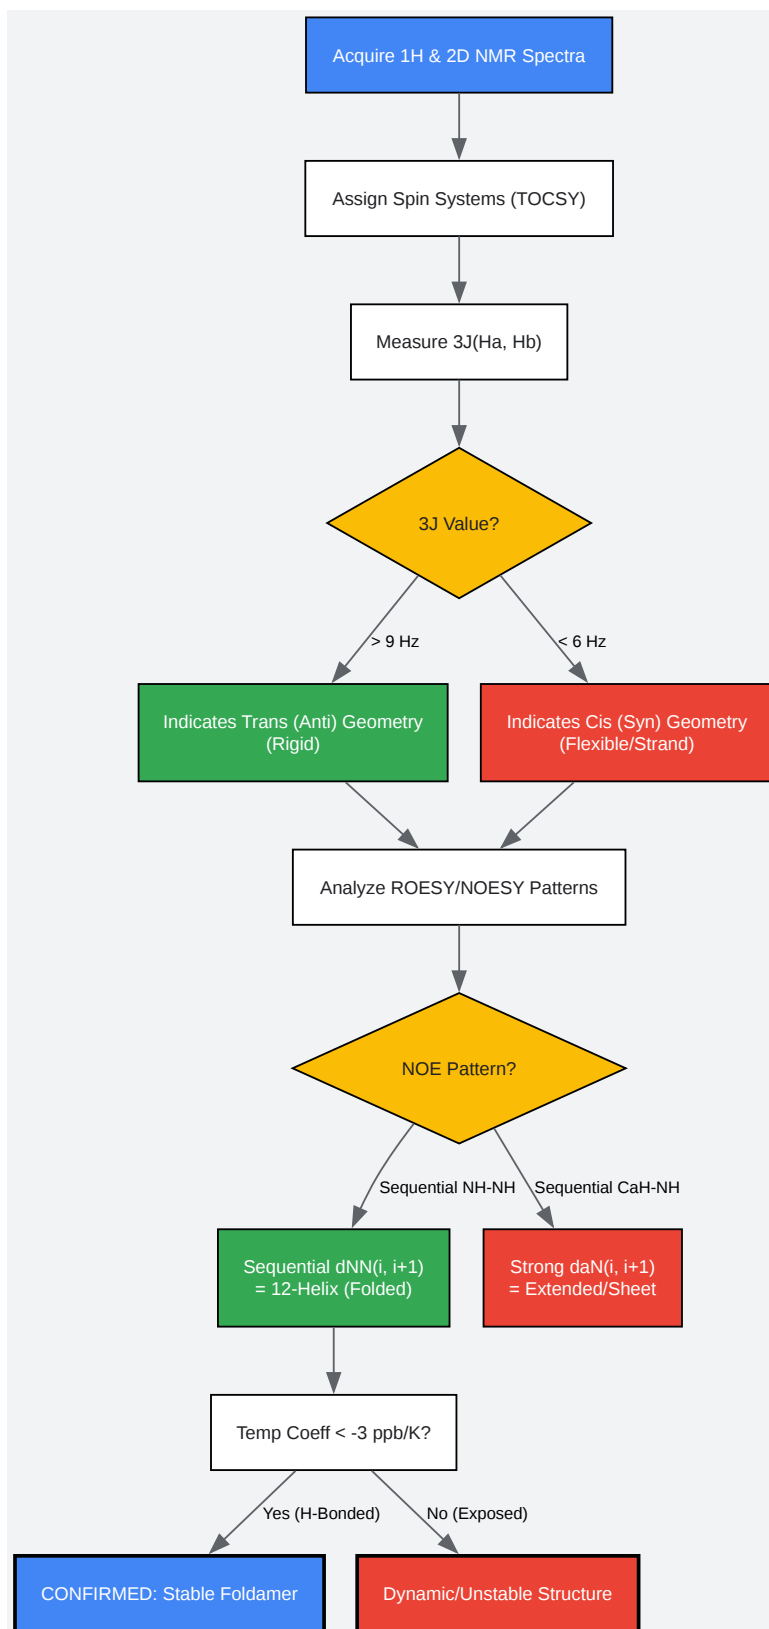 Acquire 1H & 2D NMR Spectra
Assign Spin Systems (TOCSY)
Measure 3J(Ha, Hb)
3J Value?
> 9 Hz
< 6 Hz
Indicates Trans (Anti) Geometry
(Rigid)
Indicates Cis (Syn) Geometry
(Flexible/Strand)
Analyze ROESY/NOESY Patterns
NOE Pattern?
Sequential NH-NH
Sequential CaH-NH
Sequential dNN(i, i+1)
= 12-Helix (Folded)
Strong daN(i, i+1)
= Extended/Sheet
Temp Coeff < -3 ppb/K?
Yes (H-Bonded)
No (Exposed)
CONFIRMED: Stable Foldamer
Dynamic/Unstable Structure